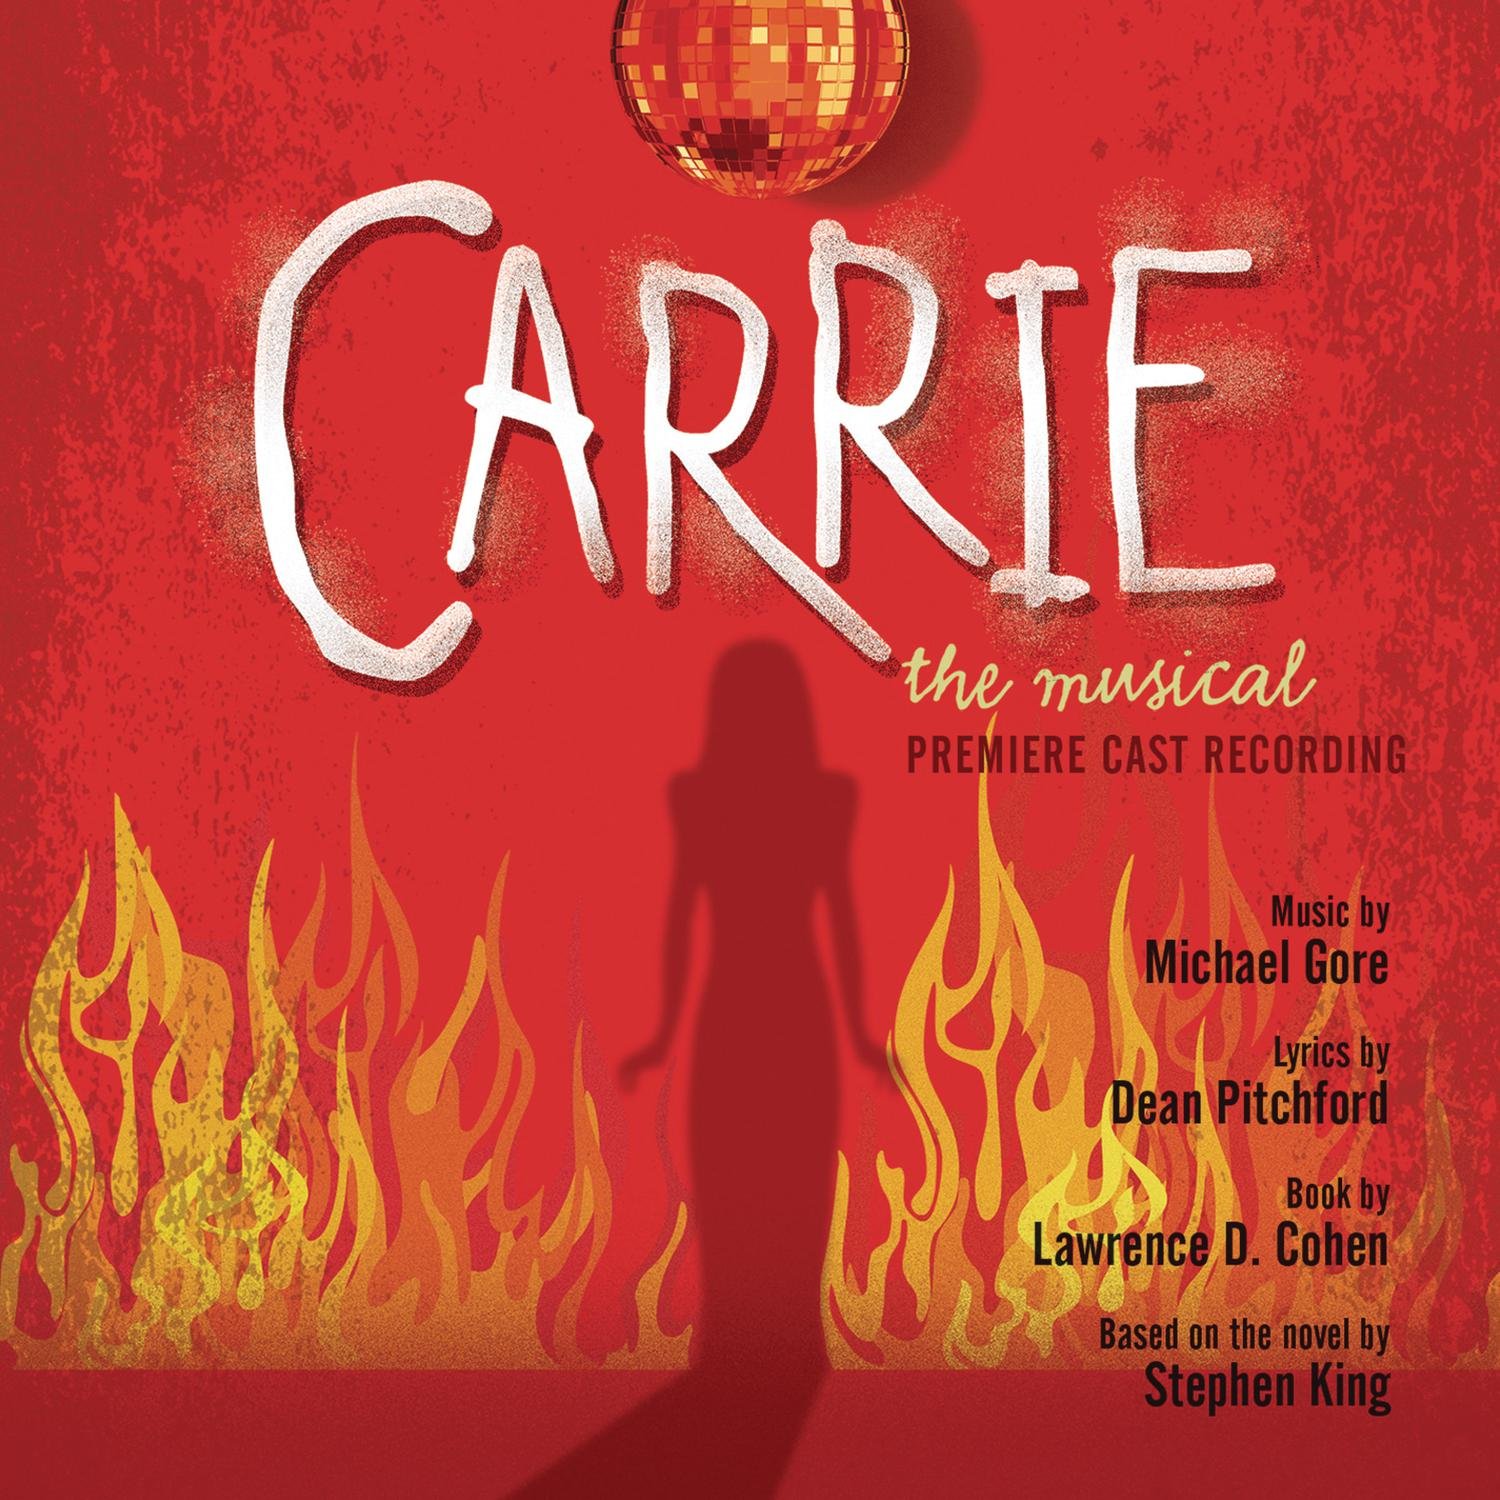 CARRIE
the musical
PREMIERE CAST RECORDING
Music by
Michael Gore
Lyrics by
Dean Pitchford
Book by
Lawrence D. Cohen
Based on the novel by
Stephen King